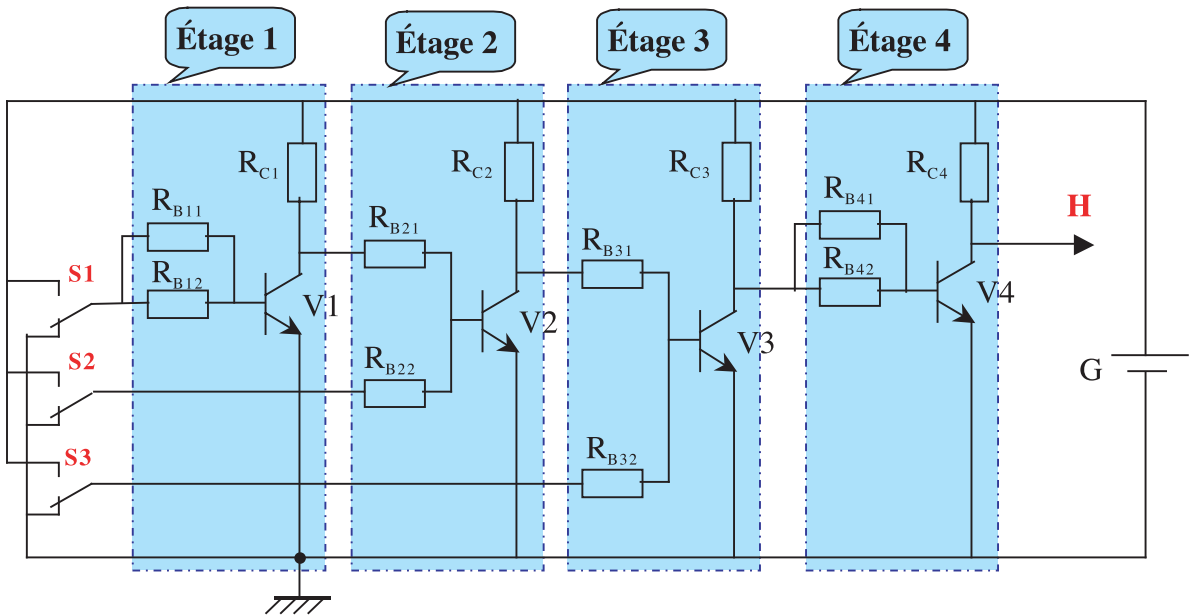 Étage 1
Étage 2
Étage 3
Étage 4
RC1
RC2
RC3
RC4
RB11
RB12
RB21
RB22
RB31
RB32
RB41
RB42
H
S1
S2
S3
V1
V2
V3
V4
G